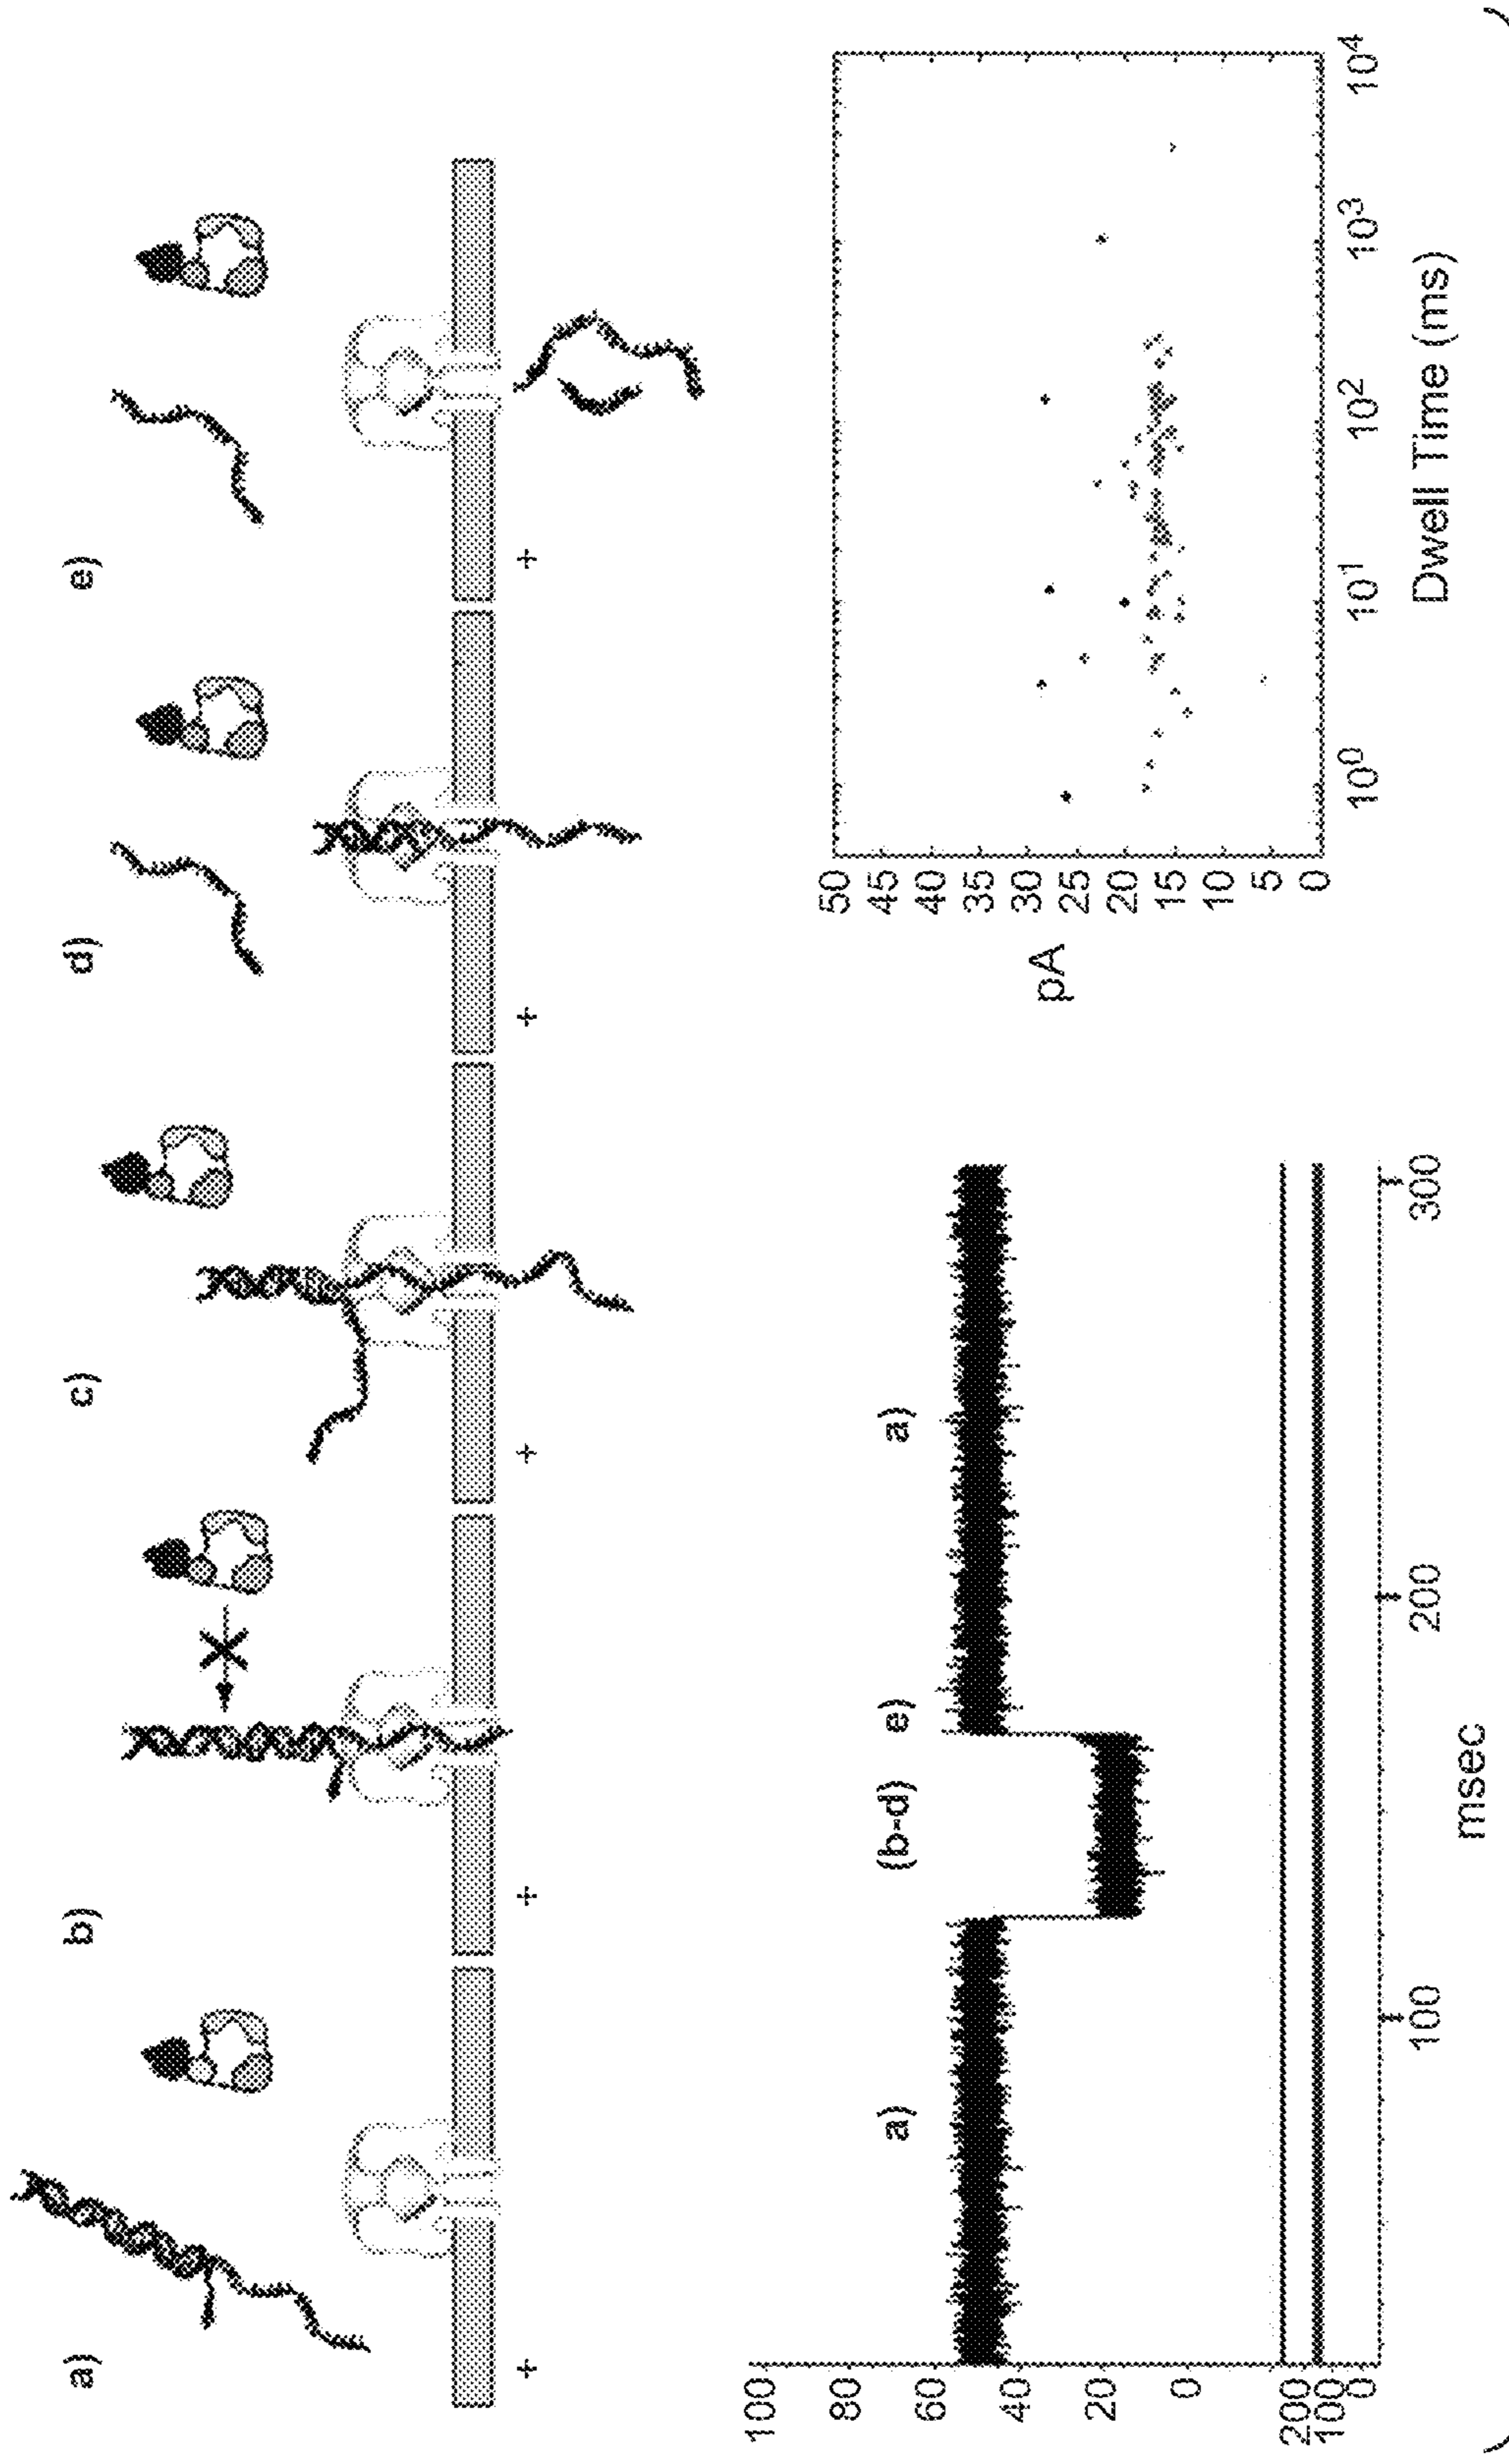 a)
b)
c)
d)
e)
+
+
+
+
+
a)
(b-d)
e)
a)
100
80
60
40
20
0
200
100
0
100
200
300
msec
50
45
40
35
30
25
20
15
10
5
0
pA
10⁰
10¹
10²
10³
10⁴
Dwell Time (ms)